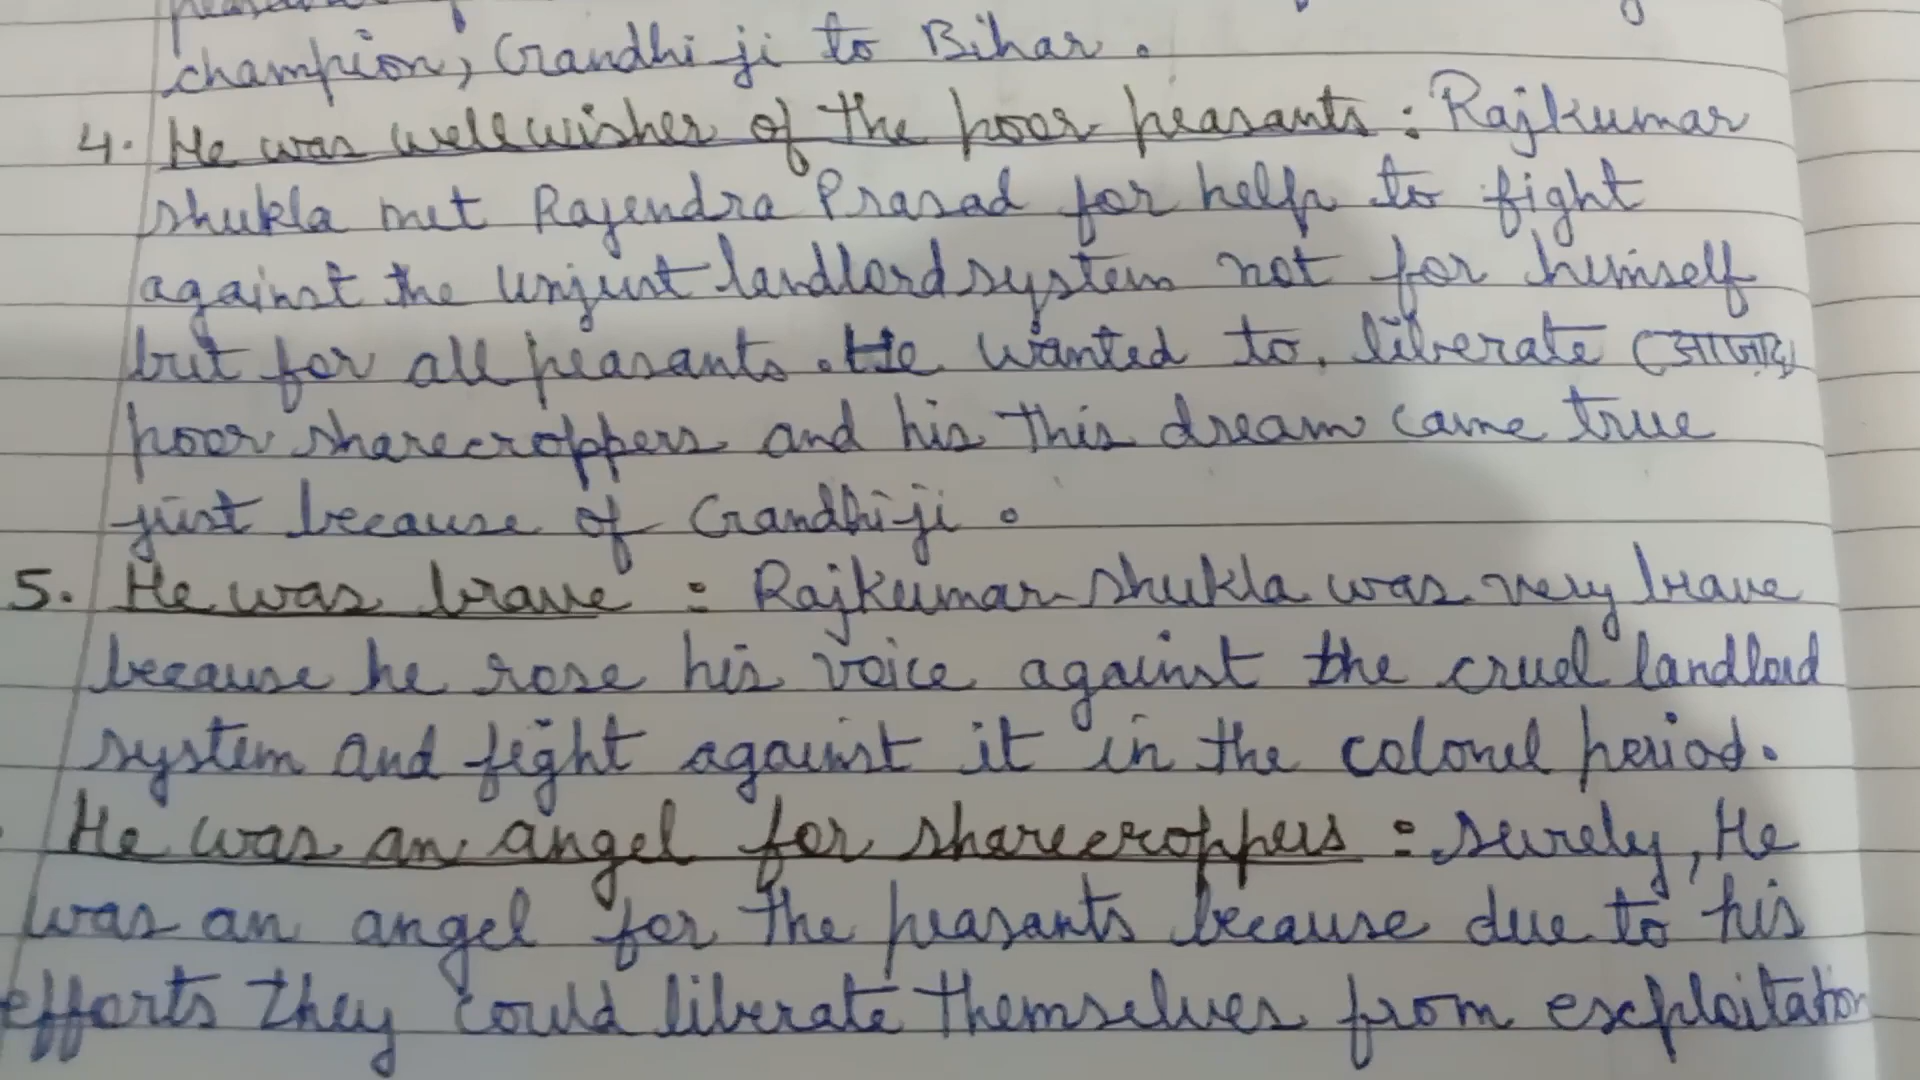 champion, Gandhi ji to Bihar.
4. He was well wisher of the poor peasants : Rajkumar
shukla met Rajendra Prasad for help to fight
against the unjust landlord system not for himself
but for all peasants. He wanted to, liberate (आजाद)
poor sharecroppers and his this dream came true
just because of Gandhi-ji.
5. He was brave : Rajkumar shukla was very brave
because he rose his voice against the cruel landlord
system and fight against it in the colonel period.
He was an angel for sharecroppers : surely, He
was an angel for the peasants because due to his
efforts they could liberate themselves from exploitation